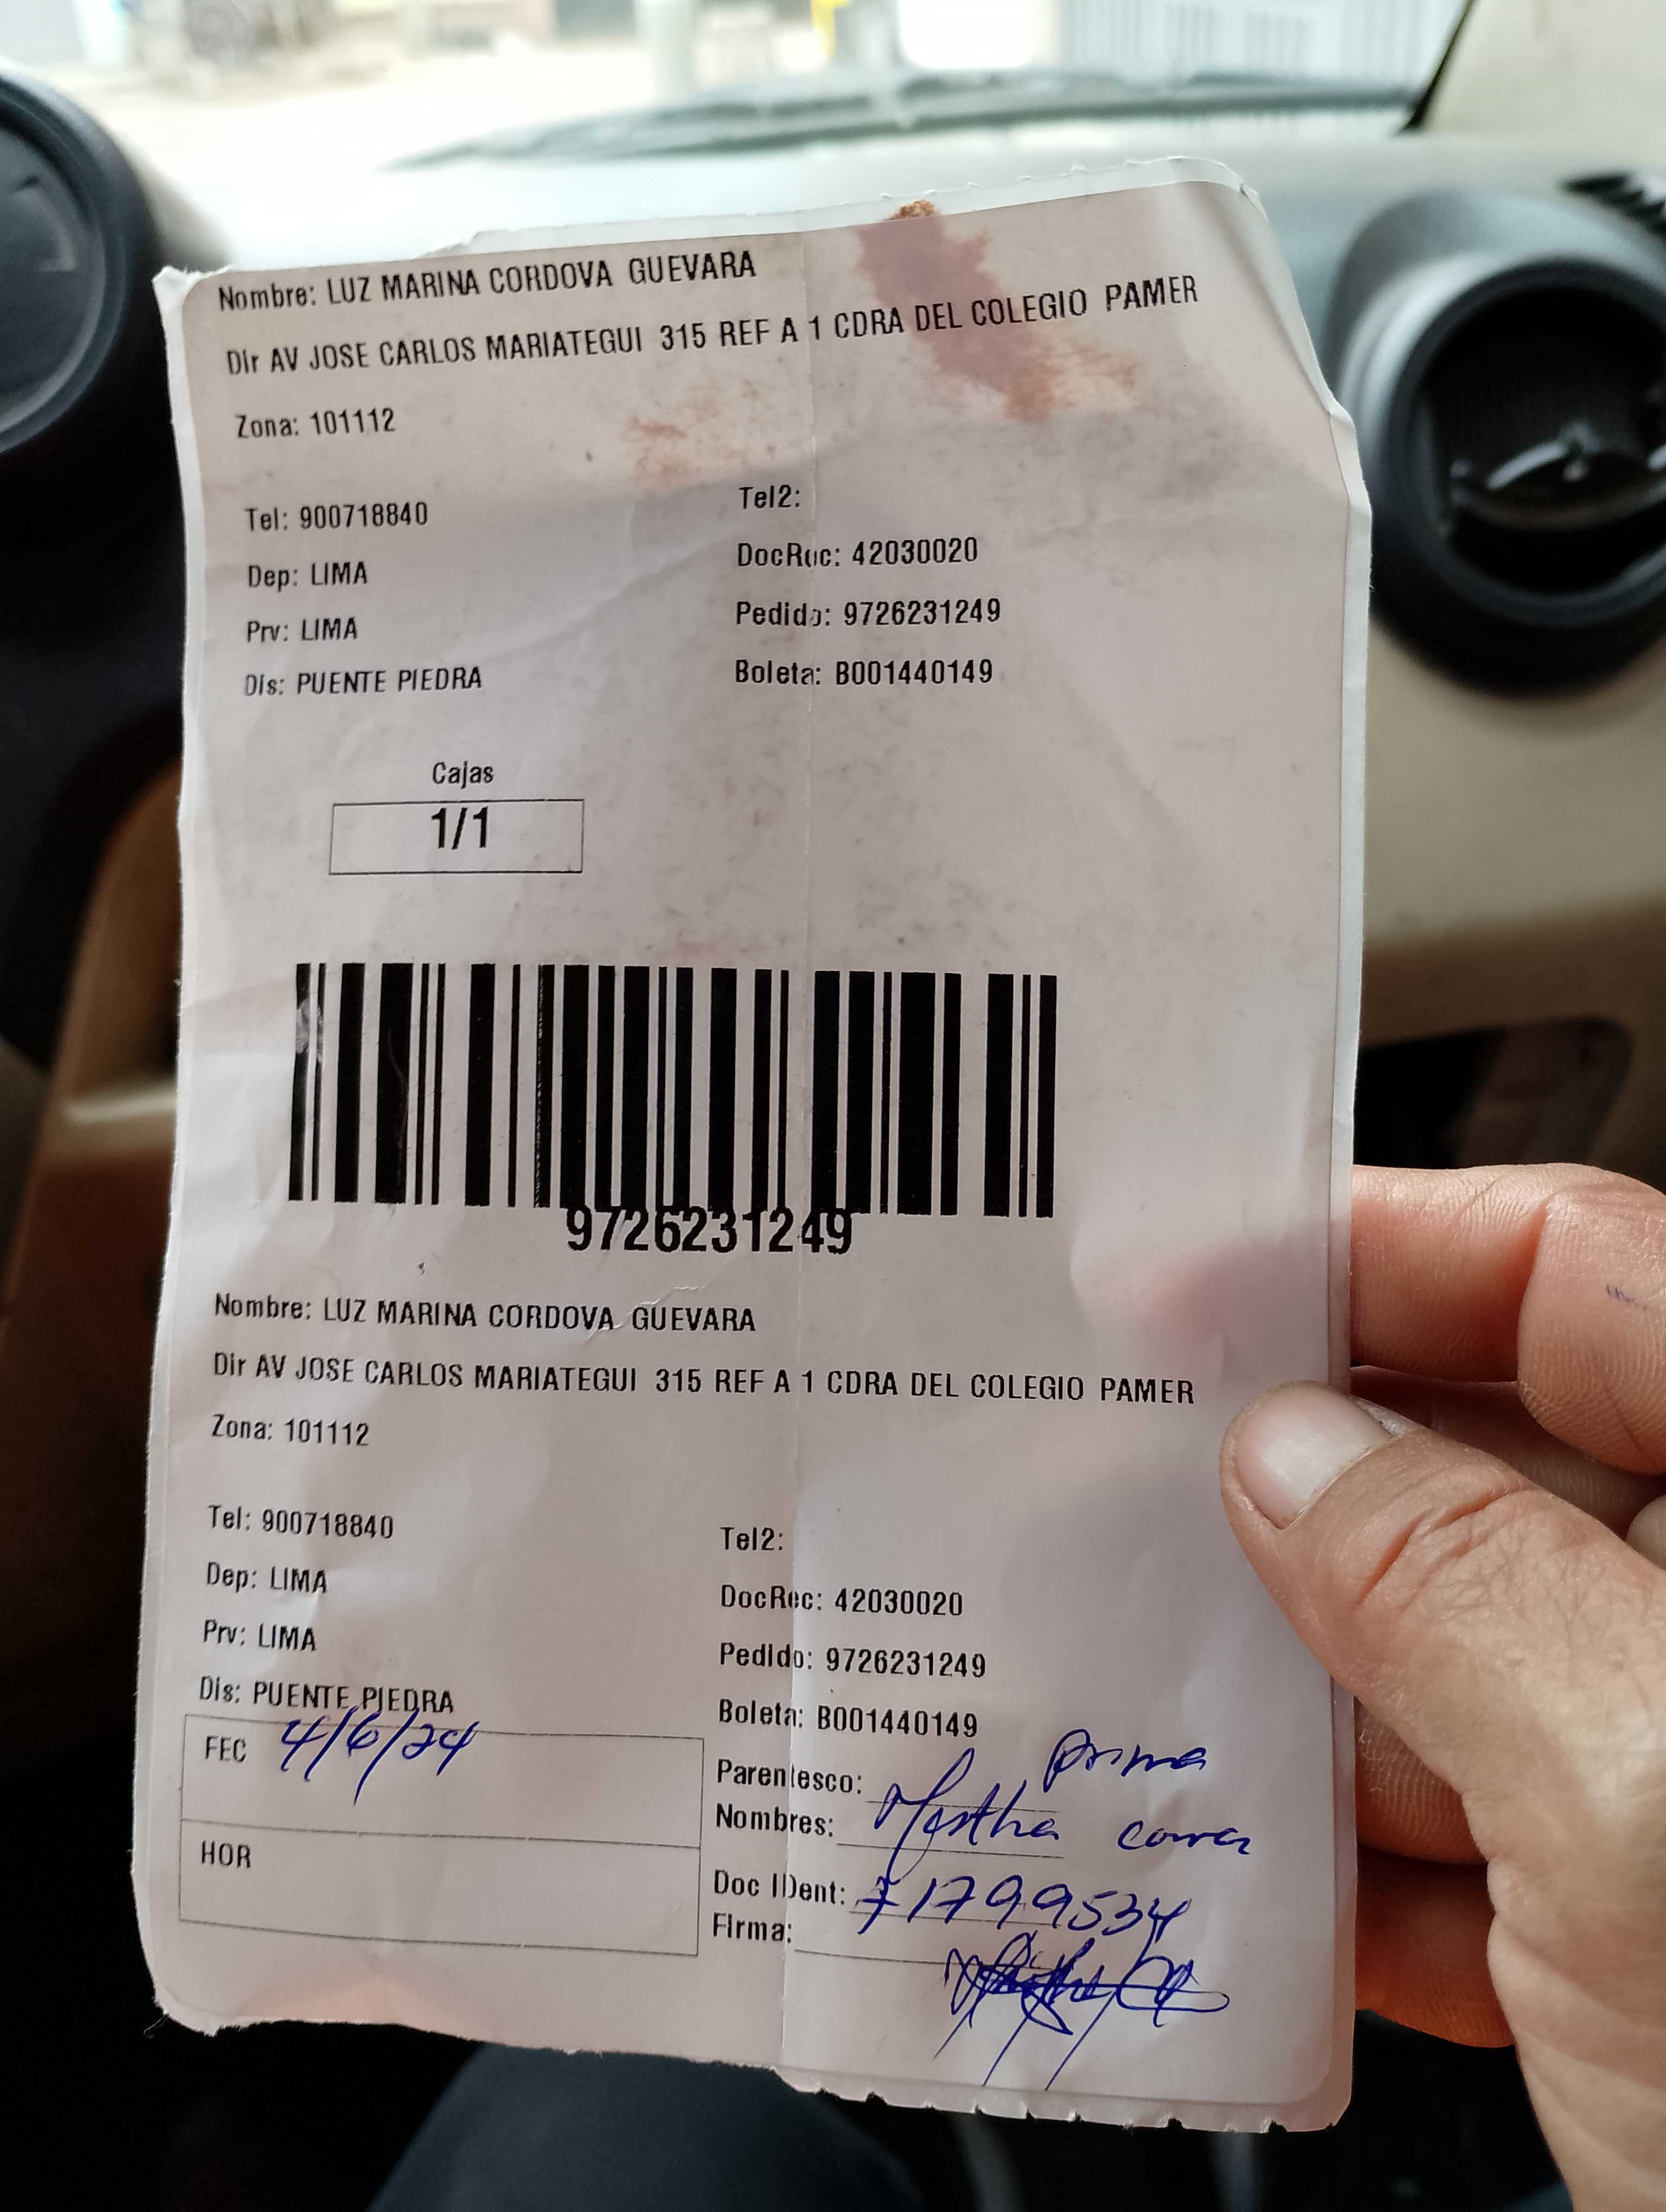 Nombre: LUZ MARINA CORDOVA GUEVARA
Dir AV JOSE CARLOS MARIATEGUI 315 REF A 1 CDRA DEL COLEGIO PAMER
Zona: 101112
Tel: 900718840 Tel2:
Dep: LIMA DocRec: 42030020
Prv: LIMA Pedido: 9726231249
Dis: PUENTE PIEDRA Boleta: B001440149
Cajas
1/1
9726231249
Nombre: LUZ MARINA CORDOVA GUEVARA
Dir AV JOSE CARLOS MARIATEGUI 315 REF A 1 CDRA DEL COLEGIO PAMER
Zona: 101112
Tel: 900718840 Tel2:
Dep: LIMA DocRec: 42030020
Prv: LIMA Pedido: 9726231249
Dis: PUENTE PIEDRA Boleta: B001440149
FEC 4/6/24 Parentesco: prima
Nombres: Martha
HOR Doc IDent: 71799534
Firma: